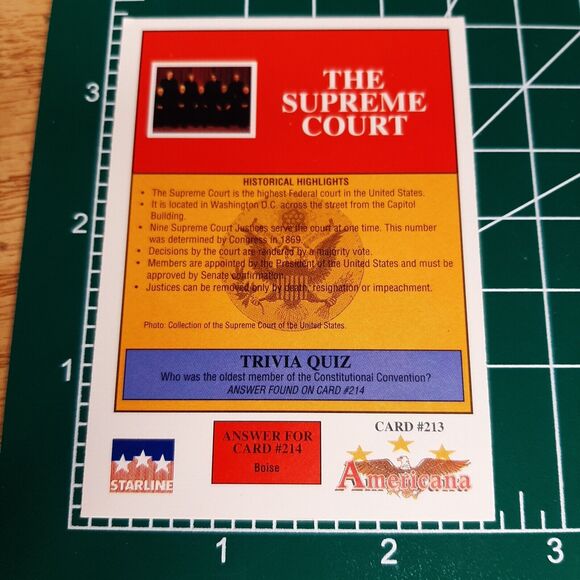 THE
SUPREME
COURT
HISTORICAL HIGHLIGHTS
• The Supreme Court is the highest Federal court in the United States.
• It is located in Washington D.C. across the street from the Capitol
Building.
• Nine Supreme Court Justices serve the court at one time. This number
was determined by Congress in 1869.
• Decisions by the court are rendered by a majority vote.
• Members are appointed by the President of the United States and must be
approved by Senate confirmation.
• Justices can be removed only by death, resignation or impeachment.
Photo: Collection of the Supreme Court of the United States.
TRIVIA QUIZ
Who was the oldest member of the Constitutional Convention?
ANSWER FOUND ON CARD #214
STARLINE
ANSWER FOR
CARD #214
Boise
CARD #213
Americana
3
2
1
1
2
3